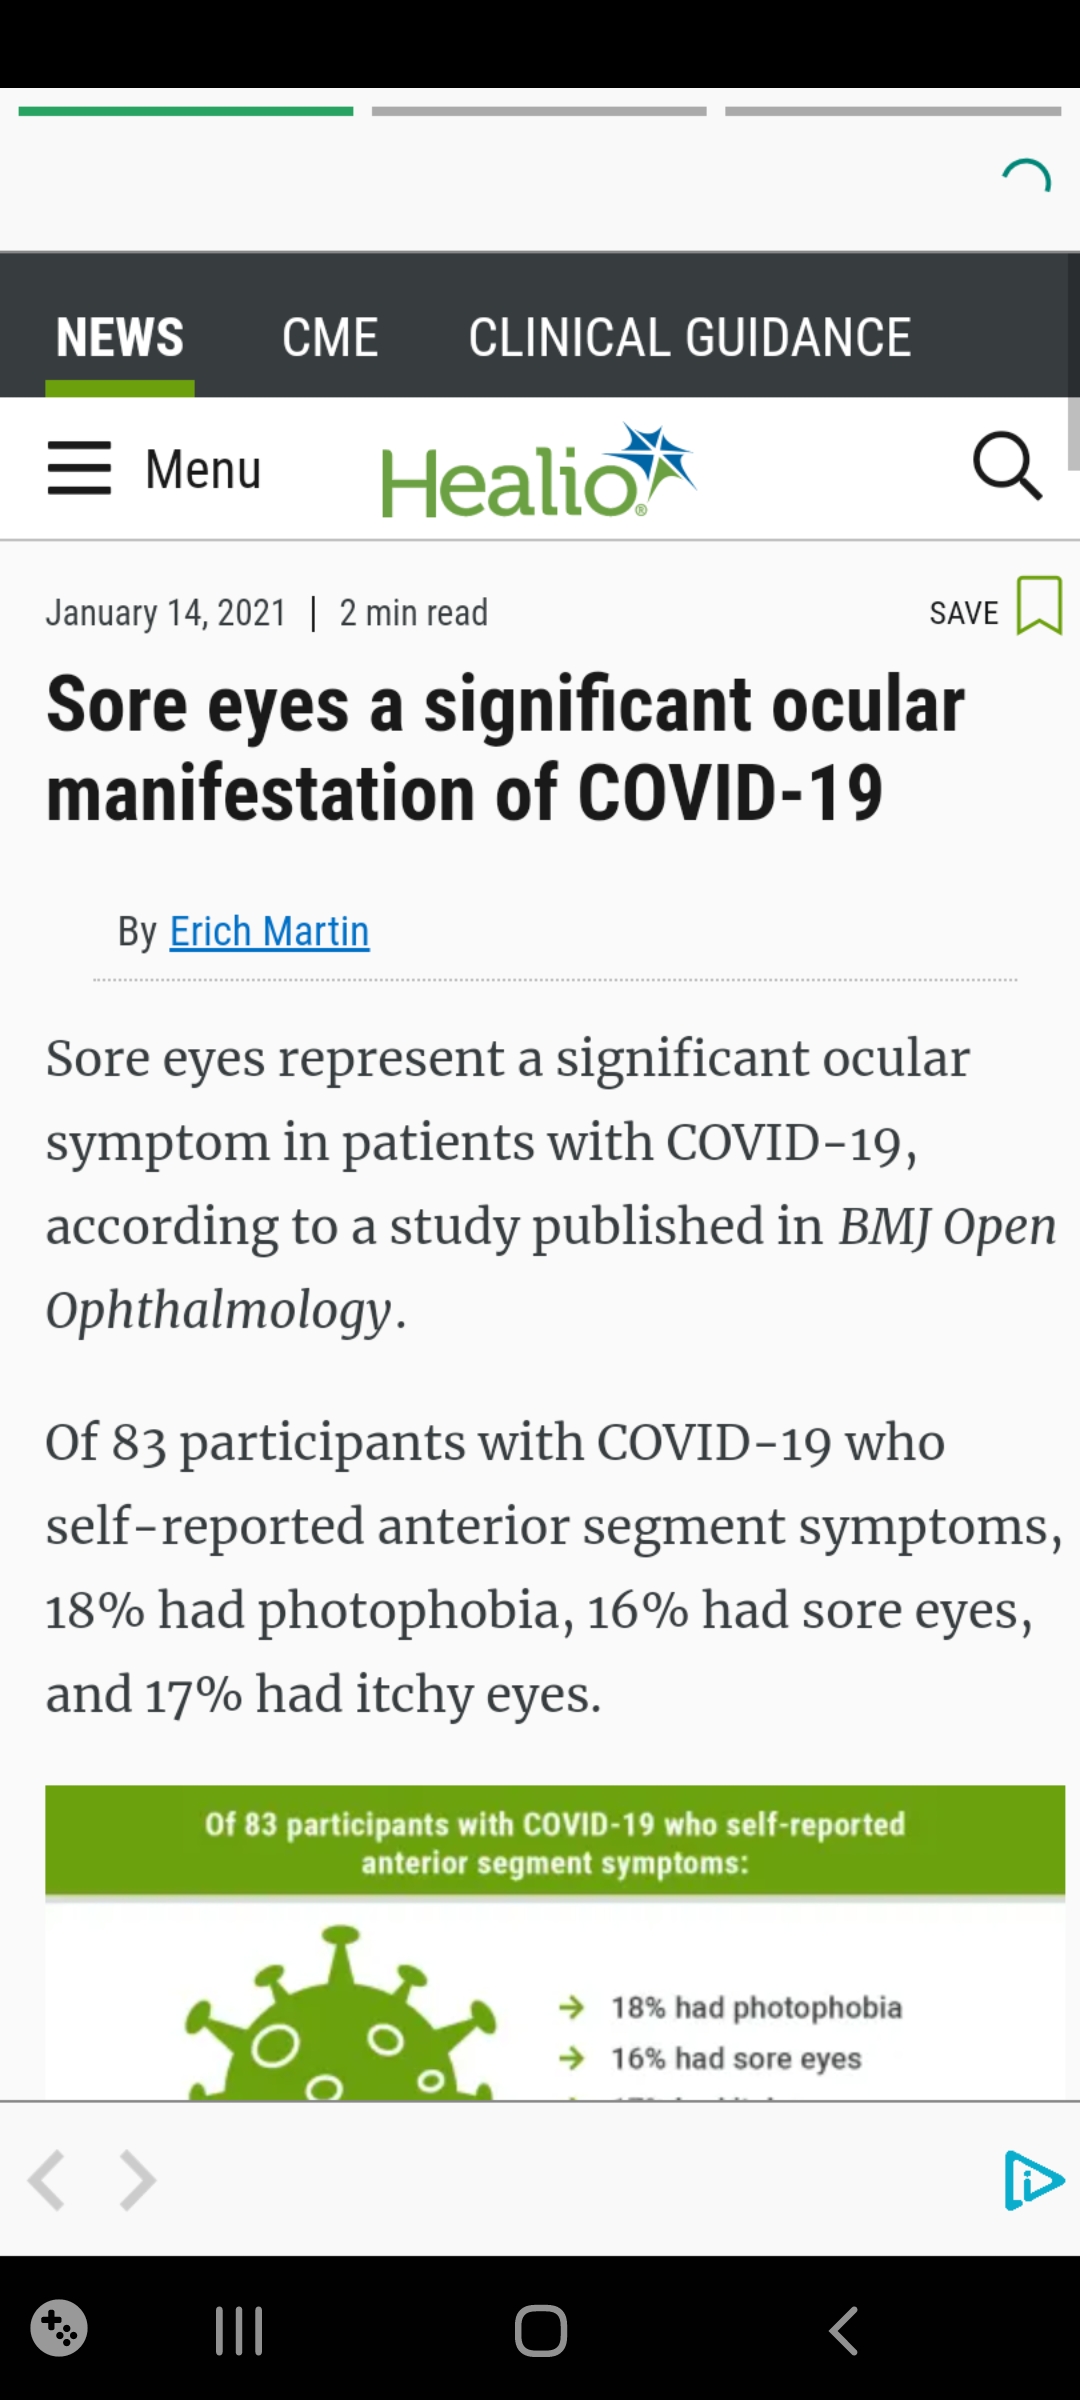 NEWS CME CLINICAL GUIDANCE
Menu Healio®
January 14, 2021 | 2 min read SAVE
Sore eyes a significant ocular
manifestation of COVID-19
By Erich Martin
Sore eyes represent a significant ocular
symptom in patients with COVID-19,
according to a study published in BMJ Open
Ophthalmology.
Of 83 participants with COVID-19 who
self-reported anterior segment symptoms,
18% had photophobia, 16% had sore eyes,
and 17% had itchy eyes.
Of 83 participants with COVID-19 who self-reported
anterior segment symptoms:
18% had photophobia
16% had sore eyes